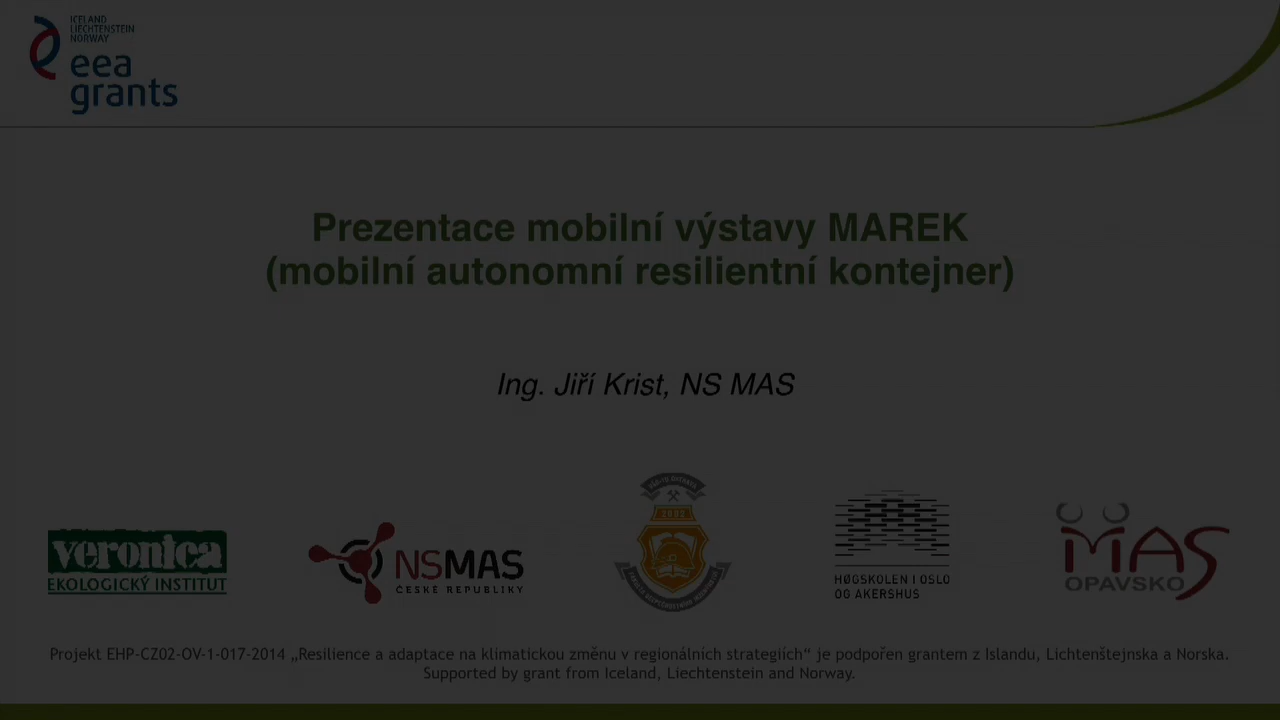 ICELAND
LIECHTENSTEIN
NORWAY
eea
grants
Prezentace mobilní výstavy MAREK
(mobilní autonomní resilientní kontejner)
Ing. Jiří Krist, NS MAS
veronica
EKOLOGICKÝ INSTITUT
NSMAS
ČESKÉ REPUBLIKY
2002
HØGSKOLEN I OSLO
OG AKERSHUS
MAS
OPAVSKO
Projekt EHP-CZ02-OV-1-017-2014 „Resilience a adaptace na klimatickou změnu v regionálních strategiích“ je podpořen grantem z Islandu, Lichtenštejnska a Norska.
Supported by grant from Iceland, Liechtenstein and Norway.